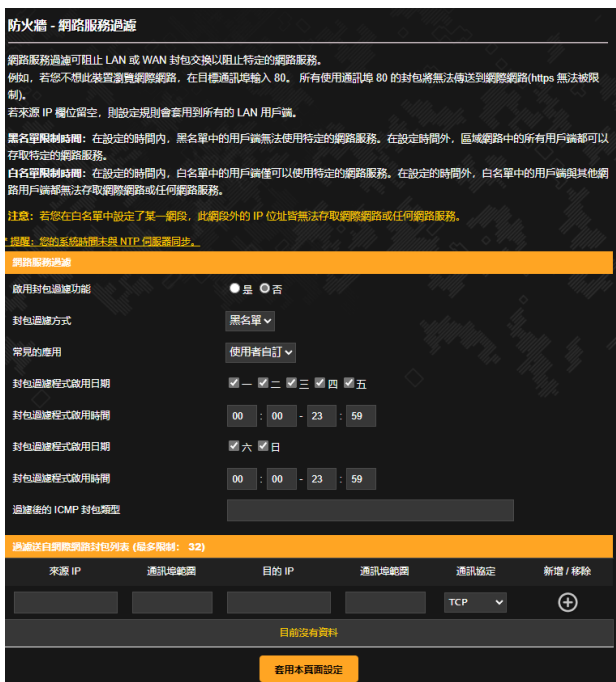 防火牆 - 網路服務過濾
網路服務過濾可阻止 LAN 或 WAN 封包交換以阻止特定的網路服務。
例如，若您不想此裝置瀏覽網際網路，在目標通訊埠輸入 80。 所有使用通訊埠 80 的封包將無法傳送到網際網路(https 無法被限
制)。
若來源 IP 欄位留空，則設定規則會套用到所有的 LAN 用戶端。
黑名單限制時間：在設定的時間內，黑名單中的用戶端無法使用特定的網路服務。在設定時間外，區域網路中的所有用戶端都可以
存取特定的網路服務。
白名單限制時間：在設定的時間內，白名單中的用戶端僅可以使用特定的網路服務。在設定的時間外，白名單中的用戶端與其他網
路用戶端都無法存取網際網路或任何網路服務。
注意：若您在白名單中設定了某一網段，此網段外的 IP 位址皆無法存取網際網路或任何網路服務。
* 提醒：您的系統時間未與 NTP 伺服器同步。
網路服務過濾
啟用封包過濾功能 是 否
封包過濾方式 黑名單
常見的應用 使用者自訂
封包過濾程式啟用日期 一 二 三 四 五
封包過濾程式啟用時間 00 : 00 - 23 : 59
封包過濾程式啟用日期 六 日
封包過濾程式啟用時間 00 : 00 - 23 : 59
過濾後的 ICMP 封包類型
過濾送自網際網路封包列表 (最多限制： 32)
來源 IP 通訊埠範圍 目的 IP 通訊埠範圍 通訊協定 新增 / 移除
TCP
目前沒有資料
套用本頁面設定